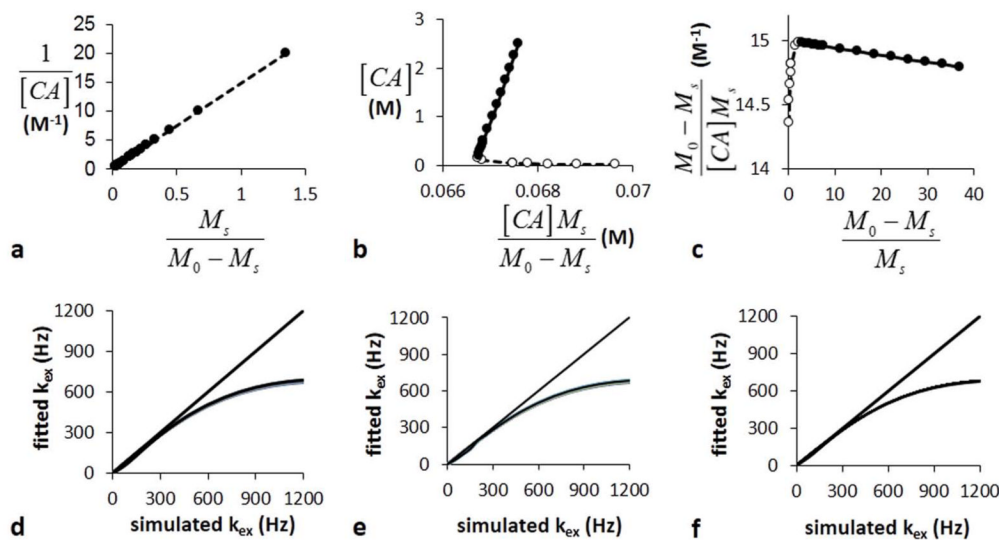 25
20
15
10
5
0
1
[CA]
(M-1)
0
0.5
1
1.5
Ms
M0 − Ms
a
3
2
1
0
[CA]
(M)
0.066
0.068
0.07
[CA]Ms
M0 − Ms
(M)
b
15
14.5
14
M0 − Ms
[CA]Ms
(M-1)
0
10
20
30
40
M0 − Ms
Ms
c
1200
900
600
300
0
fitted kex (Hz)
0 300 600 900 1200
simulated kex (Hz)
d
1200
900
600
300
0
fitted kex (Hz)
0 300 600 900 1200
simulated kex (Hz)
e
1200
900
600
300
0
fitted kex (Hz)
0 300 600 900 1200
simulated kex (Hz)
f